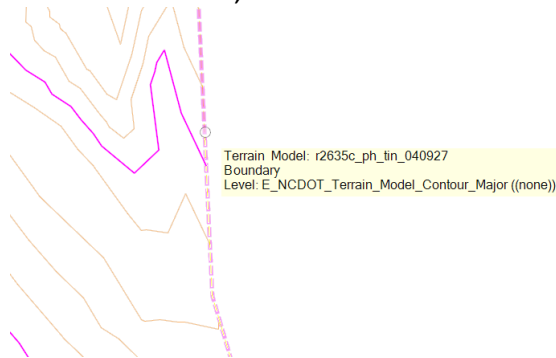 Terrain Model: r2635c_ph_tin_040927
Boundary
Level: E_NCDOT_Terrain_Model_Contour_Major ((none))